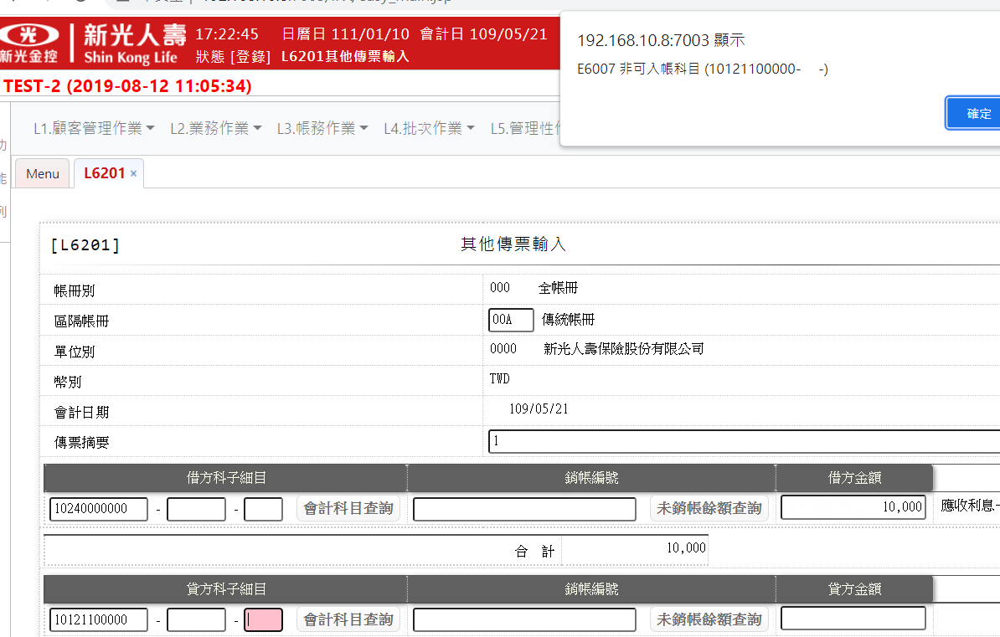 新光人壽
新光金控
Shin Kong Life
17:22:45 日曆日 111/01/10 會計日 109/05/21
狀態 [登錄] L6201其他傳票輸入
192.168.10.8:7003 顯示
E6007 非可入帳科目 (10121100000- -)
確定
TEST-2 (2019-08-12 11:05:34)
L1.顧客管理作業 L2.業務作業 L3.帳務作業 L4.批次作業 L5.管理性
能
列
Menu L6201 ×
[L6201] 其他傳票輸入
帳冊別 000 全帳冊
區隔帳冊 00A 傳統帳冊
單位別 0000 新光人壽保險股份有限公司
幣別 TWD
會計日期 109/05/21
傳票摘要 1
借方科子細目 銷帳編號 借方金額
10240000000 - - 會計科目查詢 未銷帳餘額查詢 10,000 應收利息-
合 計 10,000
貸方科子細目 銷帳編號 貸方金額
10121100000 - - 會計科目查詢 未銷帳餘額查詢